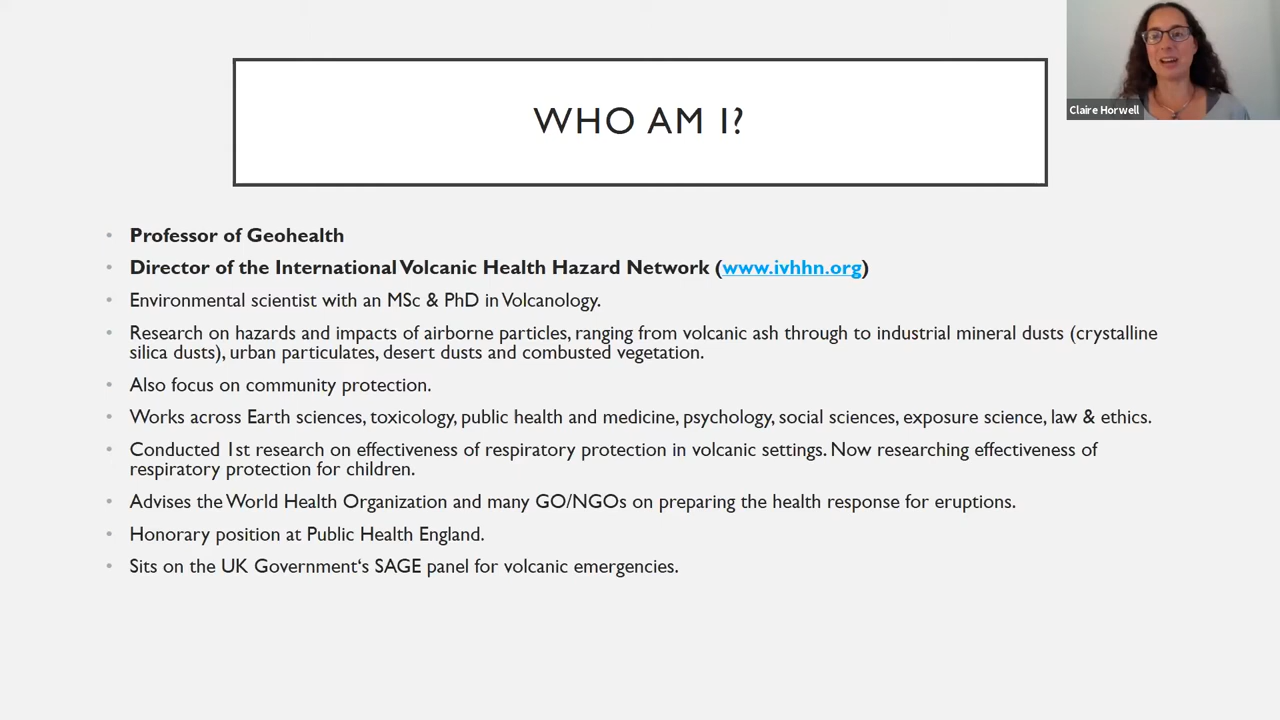 WHO AM I?
Claire Horwell
• Professor of Geohealth
• Director of the International Volcanic Health Hazard Network (www.ivhhn.org)
• Environmental scientist with an MSc & PhD in Volcanology.
• Research on hazards and impacts of airborne particles, ranging from volcanic ash through to industrial mineral dusts (crystalline
silica dusts), urban particulates, desert dusts and combusted vegetation.
• Also focus on community protection.
• Works across Earth sciences, toxicology, public health and medicine, psychology, social sciences, exposure science, law & ethics.
• Conducted 1st research on effectiveness of respiratory protection in volcanic settings. Now researching effectiveness of
respiratory protection for children.
• Advises the World Health Organization and many GO/NGOs on preparing the health response for eruptions.
• Honorary position at Public Health England.
• Sits on the UK Government‘s SAGE panel for volcanic emergencies.